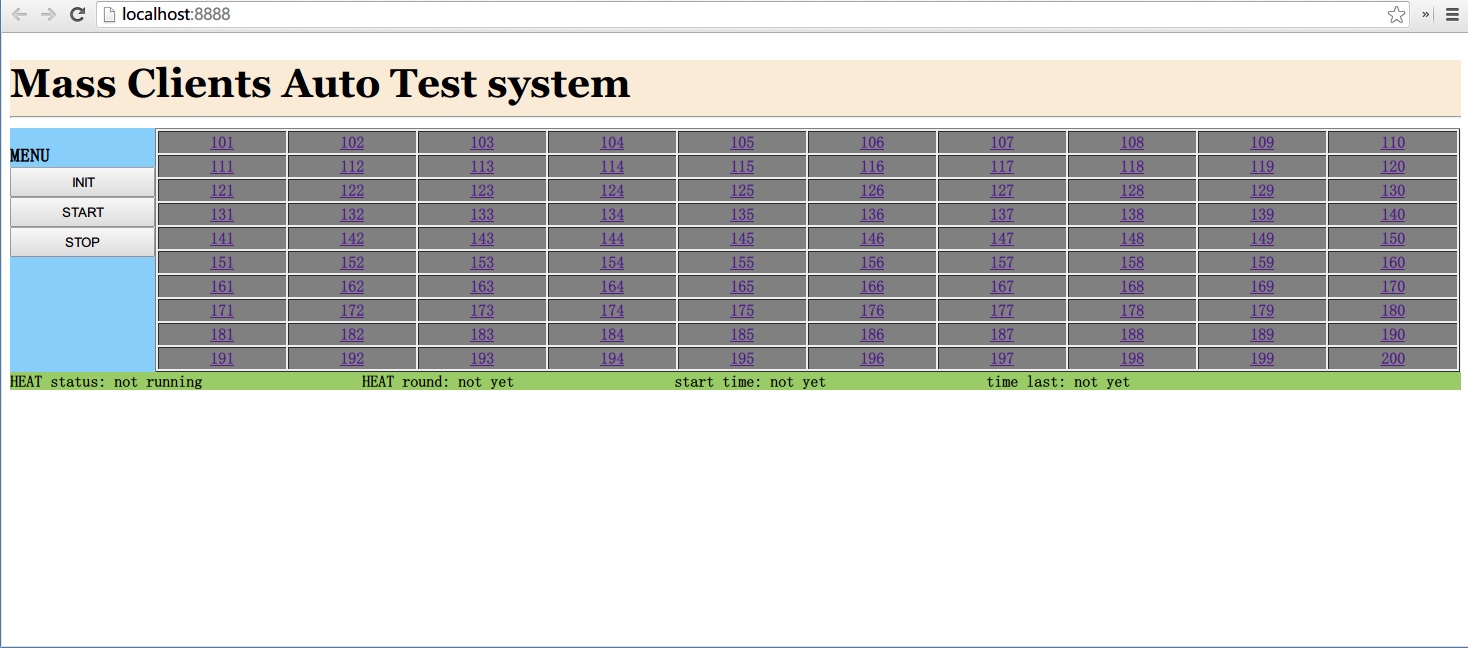 localhost:8888
Mass Clients Auto Test system
MENU
INIT
START
STOP
101 102 103 104 105 106 107 108 109 110
111 112 113 114 115 116 117 118 119 120
121 122 123 124 125 126 127 128 129 130
131 132 133 134 135 136 137 138 139 140
141 142 143 144 145 146 147 148 149 150
151 152 153 154 155 156 157 158 159 160
161 162 163 164 165 166 167 168 169 170
171 172 173 174 175 176 177 178 179 180
181 182 183 184 185 186 187 188 189 190
191 192 193 194 195 196 197 198 199 200
HEAT status: not running HEAT round: not yet start time: not yet time last: not yet